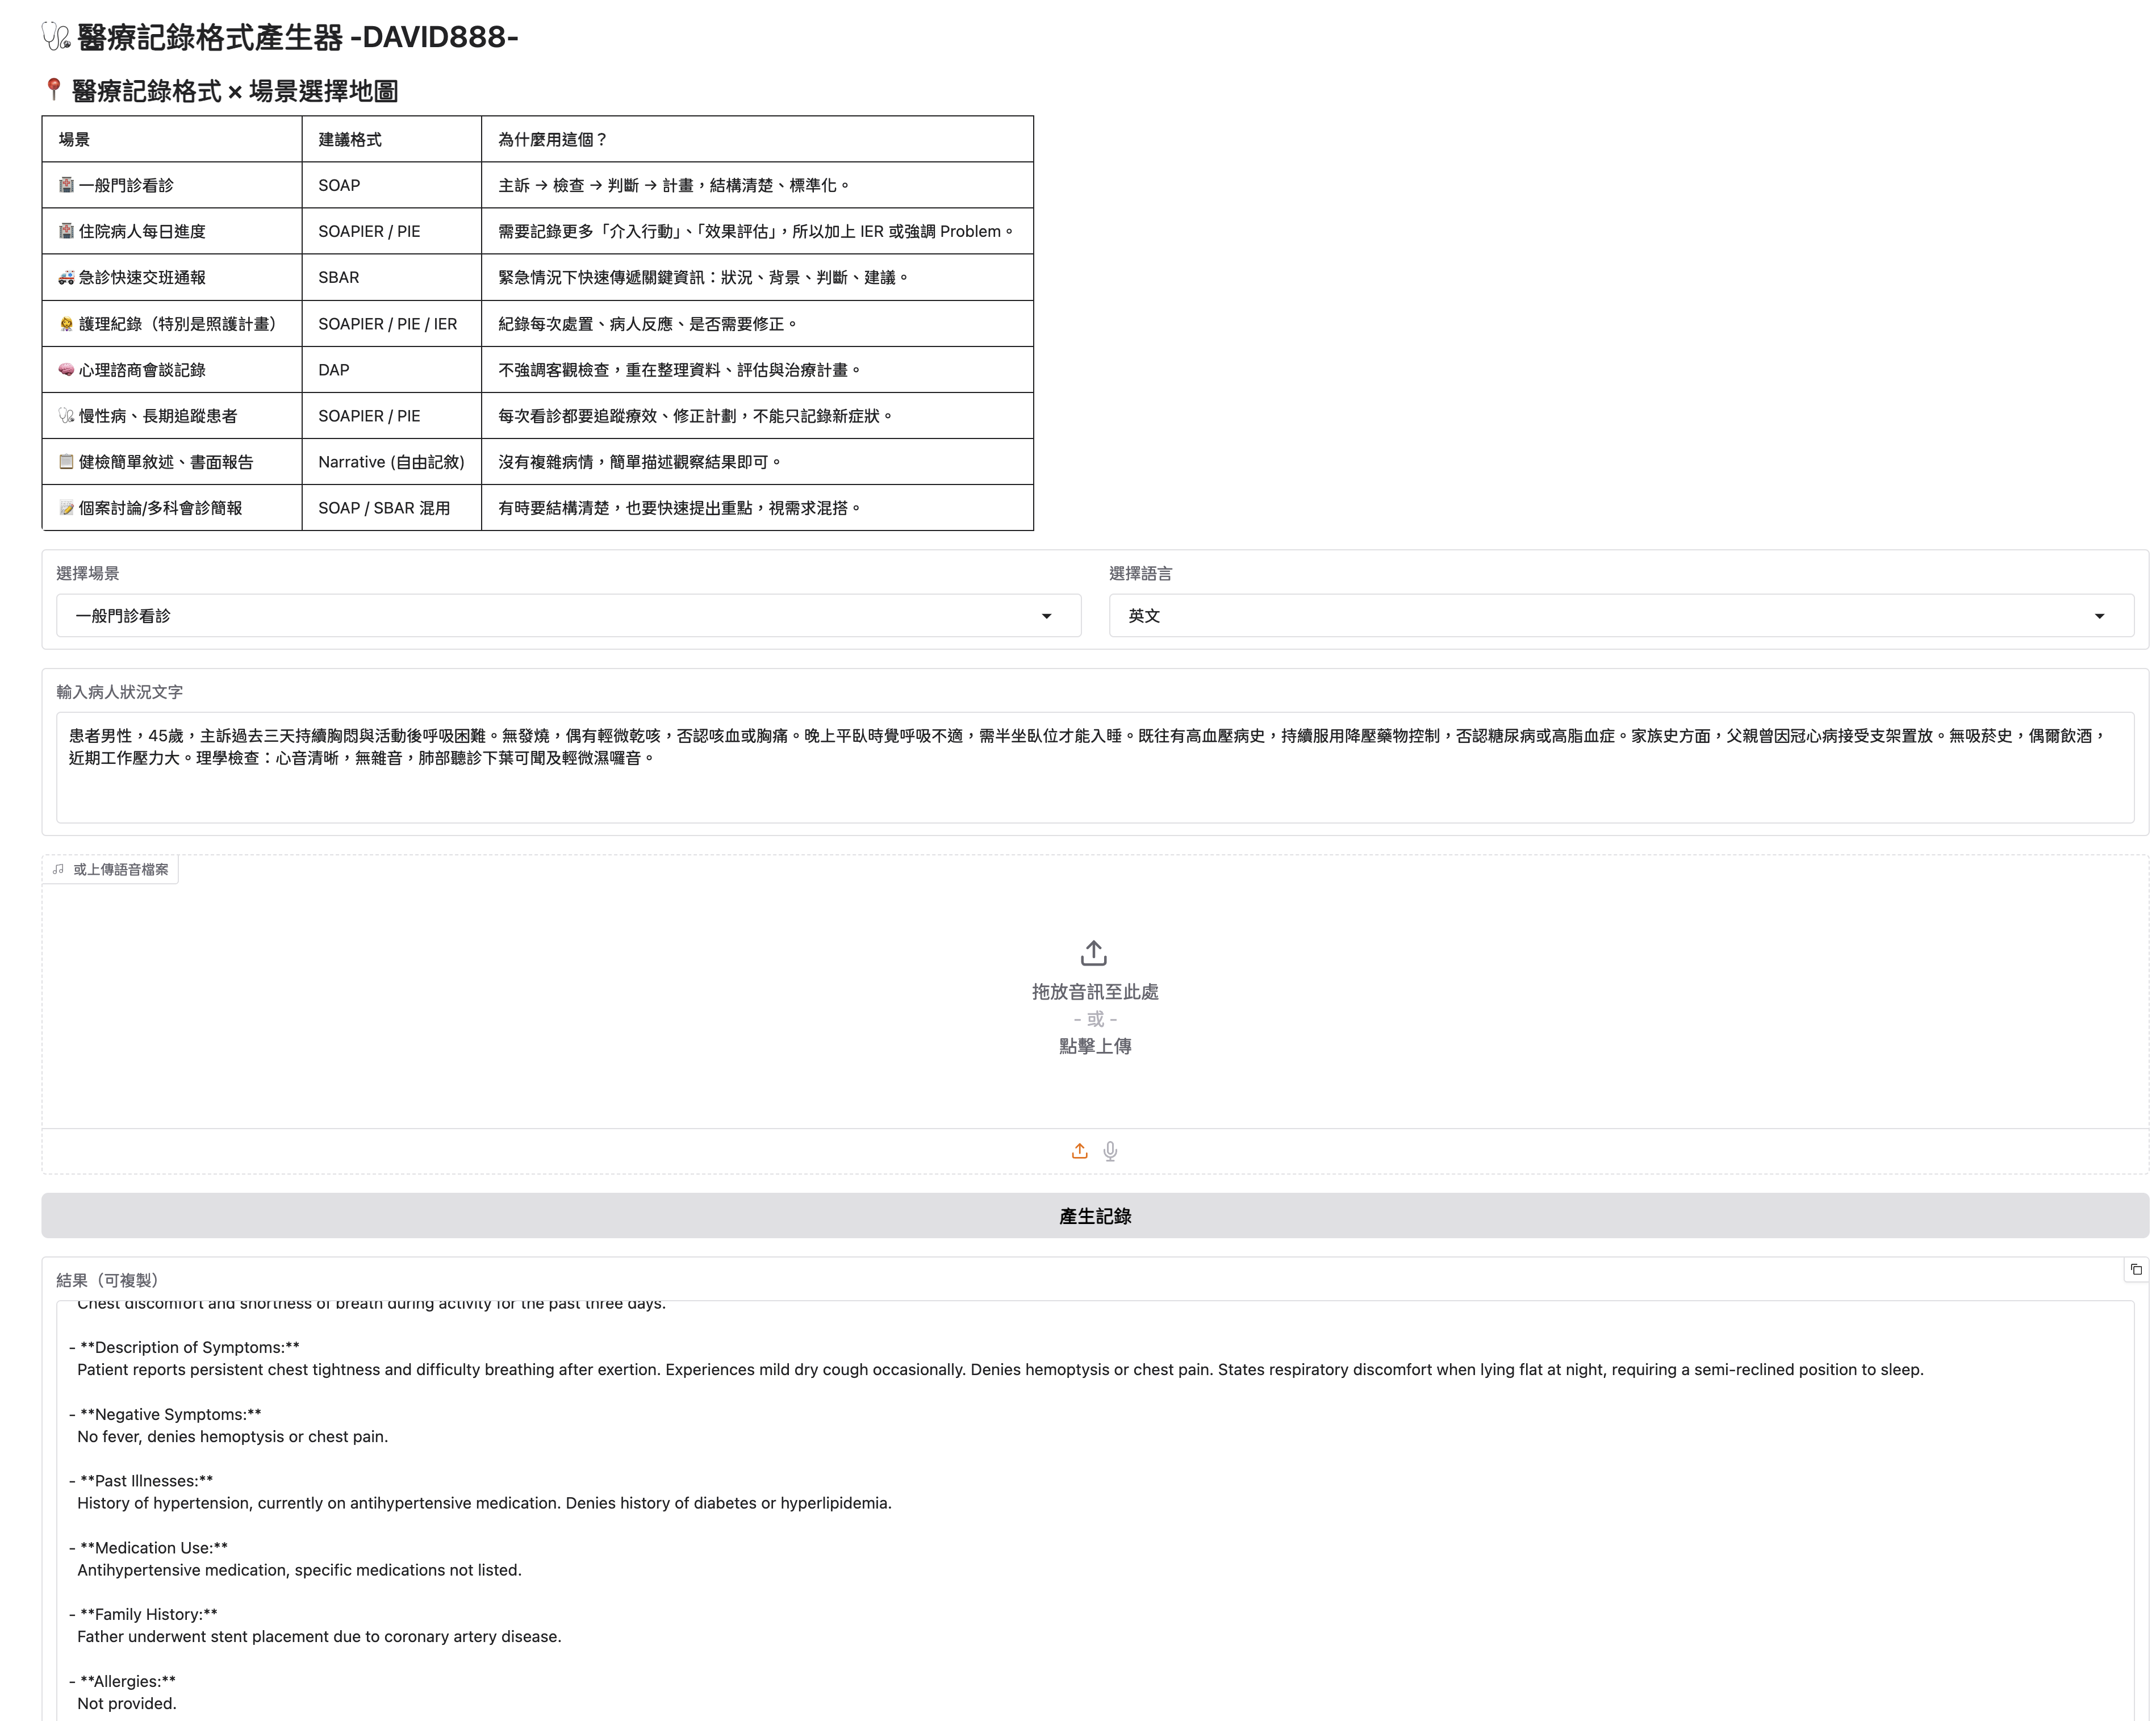 醫療記錄格式產生器 -DAVID888-
醫療記錄格式 × 場景選擇地圖
場景 建議格式 為什麼用這個？
一般門診看診 SOAP 主訴 → 檢查 → 判斷 → 計畫，結構清楚、標準化。
住院病人每日進度 SOAPIER / PIE 需要記錄更多「介入行動」、「效果評估」，所以加上 IER 或強調 Problem。
急診快速交班通報 SBAR 緊急情況下快速傳遞關鍵資訊：狀況、背景、判斷、建議。
護理紀錄（特別是照護計畫） SOAPIER / PIE / IER 紀錄每次處置、病人反應、是否需要修正。
心理諮商會談記錄 DAP 不強調客觀檢查，重在整理資料、評估與治療計畫。
慢性病、長期追蹤患者 SOAPIER / PIE 每次看診都要追蹤療效、修正計劃，不能只記錄新症狀。
健檢簡單敘述、書面報告 Narrative (自由記敘) 沒有複雜病情，簡單描述觀察結果即可。
個案討論/多科會診簡報 SOAP / SBAR 混用 有時要結構清楚，也要快速提出重點，視需求混搭。
選擇場景 選擇語言
一般門診看診 英文
輸入病人狀況文字
患者男性，45歲，主訴過去三天持續胸悶與活動後呼吸困難。無發燒，偶有輕微乾咳，否認咳血或胸痛。晚上平臥時覺呼吸不適，需半坐臥位才能入睡。既往有高血壓病史，持續服用降壓藥物控制，否認糖尿病或高脂血症。家族史方面，父親曾因冠心病接受支架置放。無吸菸史，偶爾飲酒，
近期工作壓力大。理學檢查：心音清晰，無雜音，肺部聽診下葉可聞及輕微濕囉音。
或上傳語音檔案
拖放音訊至此處
- 或 -
點擊上傳
產生記錄
結果（可複製）
Chest discomfort and shortness of breath during activity for the past three days.
- **Description of Symptoms:**
Patient reports persistent chest tightness and difficulty breathing after exertion. Experiences mild dry cough occasionally. Denies hemoptysis or chest pain. States respiratory discomfort when lying flat at night, requiring a semi-reclined position to sleep.
- **Negative Symptoms:**
No fever, denies hemoptysis or chest pain.
- **Past Illnesses:**
History of hypertension, currently on antihypertensive medication. Denies history of diabetes or hyperlipidemia.
- **Medication Use:**
Antihypertensive medication, specific medications not listed.
- **Family History:**
Father underwent stent placement due to coronary artery disease.
- **Allergies:**
Not provided.